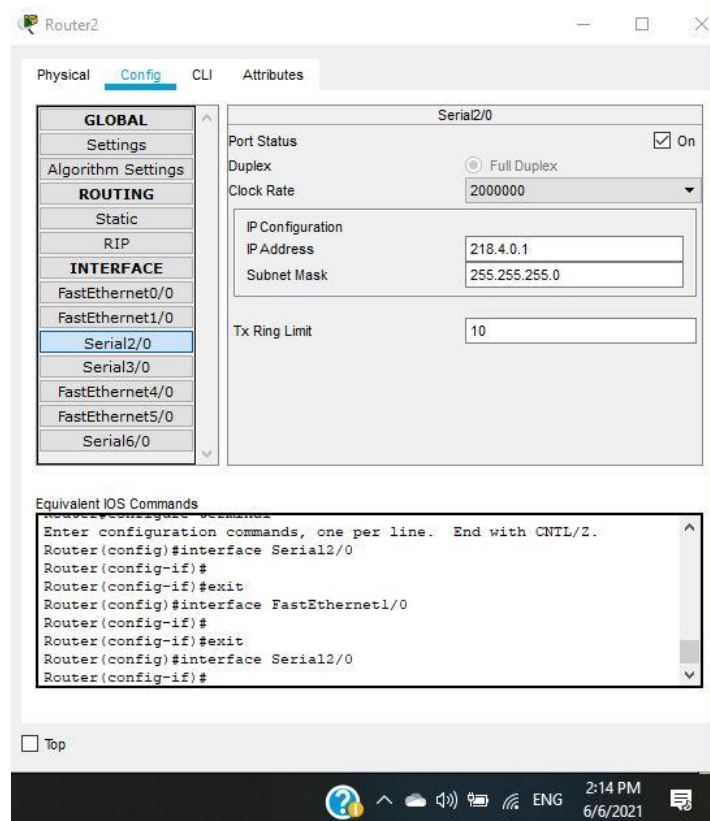 Router2
Physical Config CLI Attributes
GLOBAL
Settings
Algorithm Settings
ROUTING
Static
RIP
INTERFACE
FastEthernet0/0
FastEthernet1/0
Serial2/0
Serial3/0
FastEthernet4/0
FastEthernet5/0
Serial6/0
Serial2/0
Port Status On
Duplex Full Duplex
Clock Rate 2000000
IP Configuration
IP Address 218.4.0.1
Subnet Mask 255.255.255.0
Tx Ring Limit 10
Equivalent IOS Commands
Router#configure terminal
Enter configuration commands, one per line. End with CNTL/Z.
Router(config)#interface Serial2/0
Router(config-if)#
Router(config-if)#exit
Router(config)#interface FastEthernet1/0
Router(config-if)#
Router(config-if)#exit
Router(config)#interface Serial2/0
Router(config-if)#
Top
ENG
2:14 PM
6/6/2021